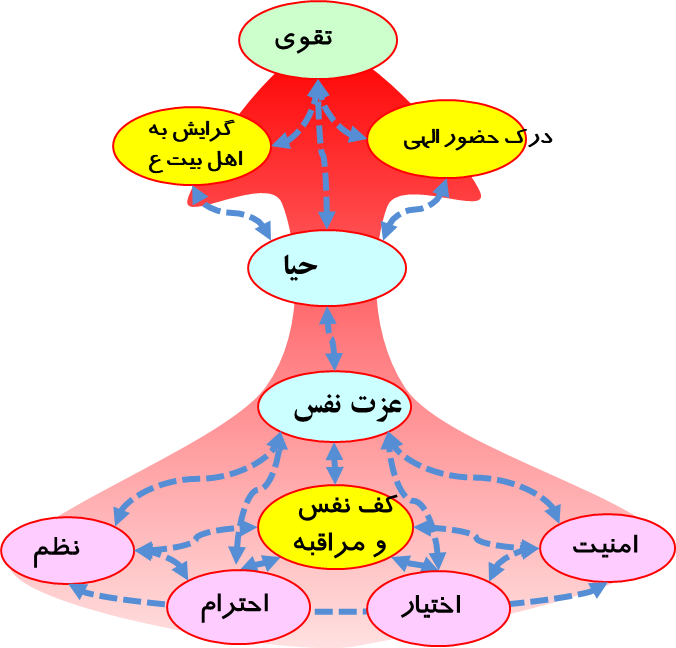 تقوی
گرایش به
اهل بیت ع
درک حضور الهی
حیا
عزت نفس
کف نفس
و مراقبه
نظم
امنیت
احترام
اختیار